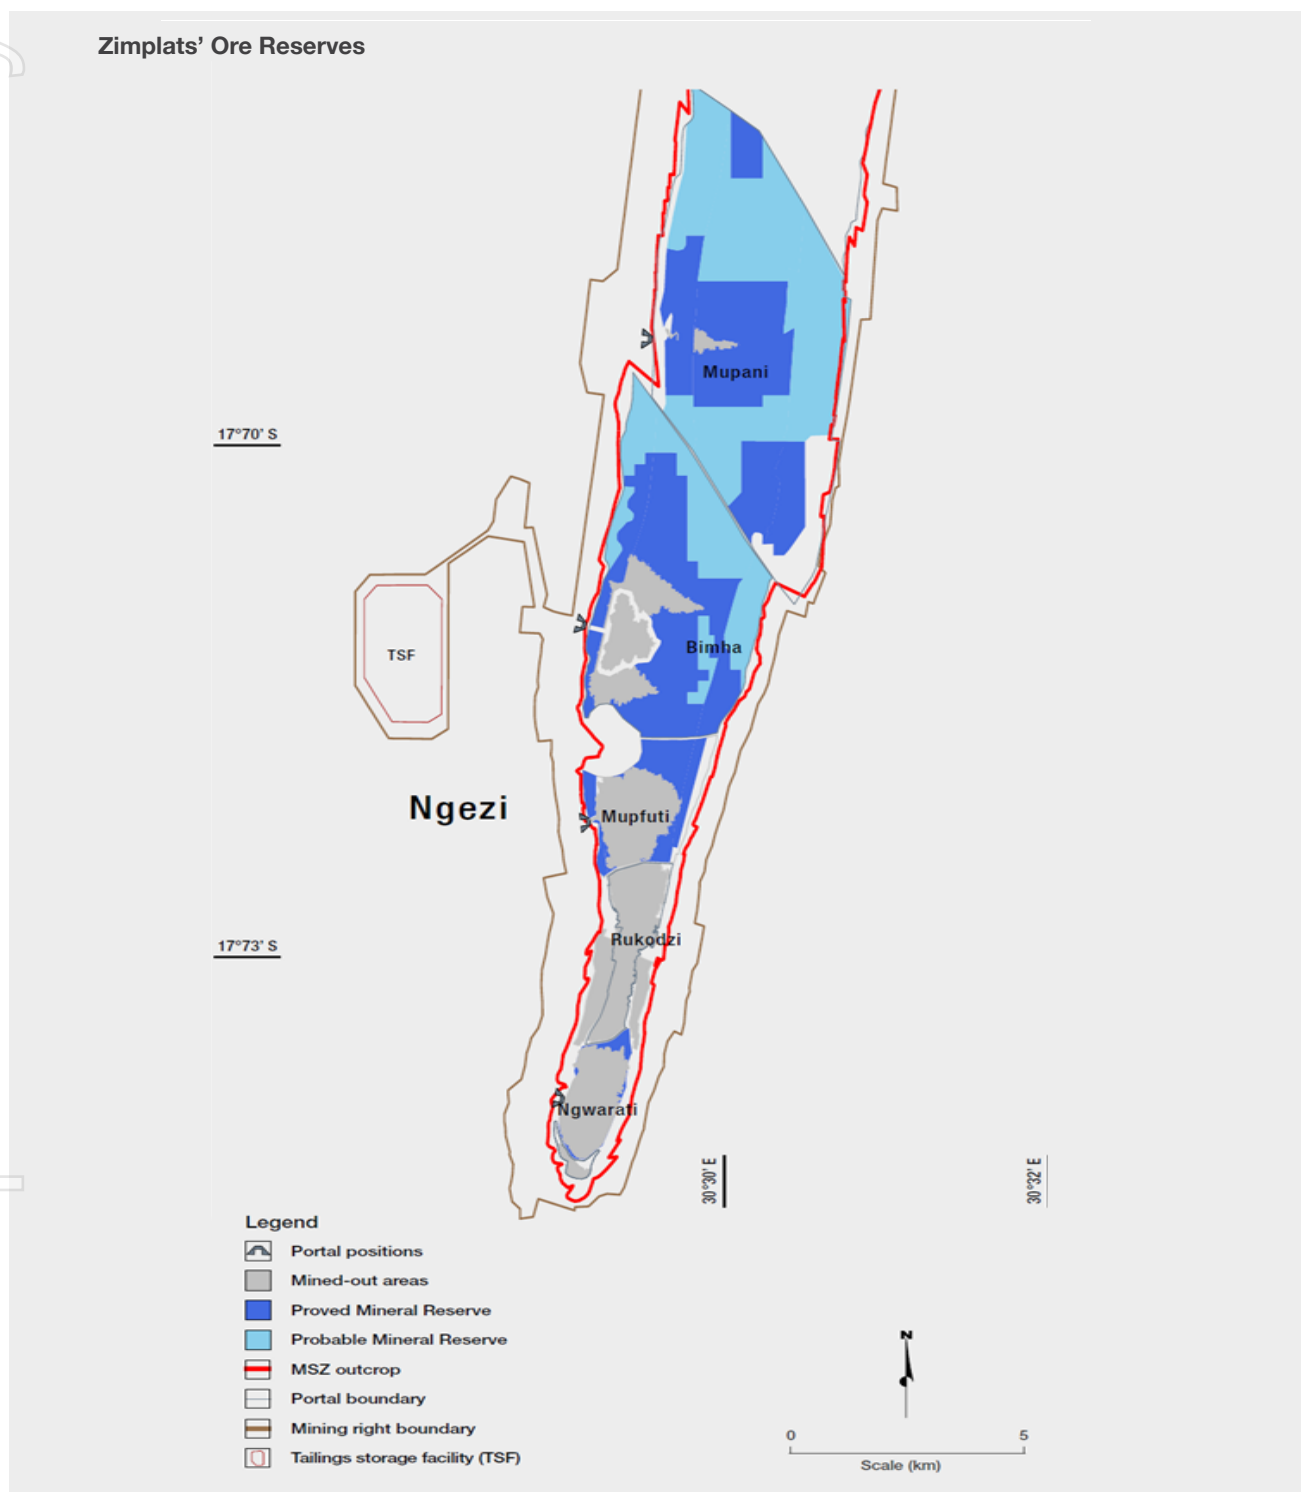 Zimplats’ Ore Reserves
Mupani
17°70' S
Bimha
TSF
Ngezi
Mupfuti
Rukodzi
17°73' S
Ngwarati
30°30' E
30°32' E
Legend
Portal positions
Mined-out areas
Proved Mineral Reserve
Probable Mineral Reserve
MSZ outcrop
Portal boundary
Mining right boundary
Tailings storage facility (TSF)
N
0 5
Scale (km)